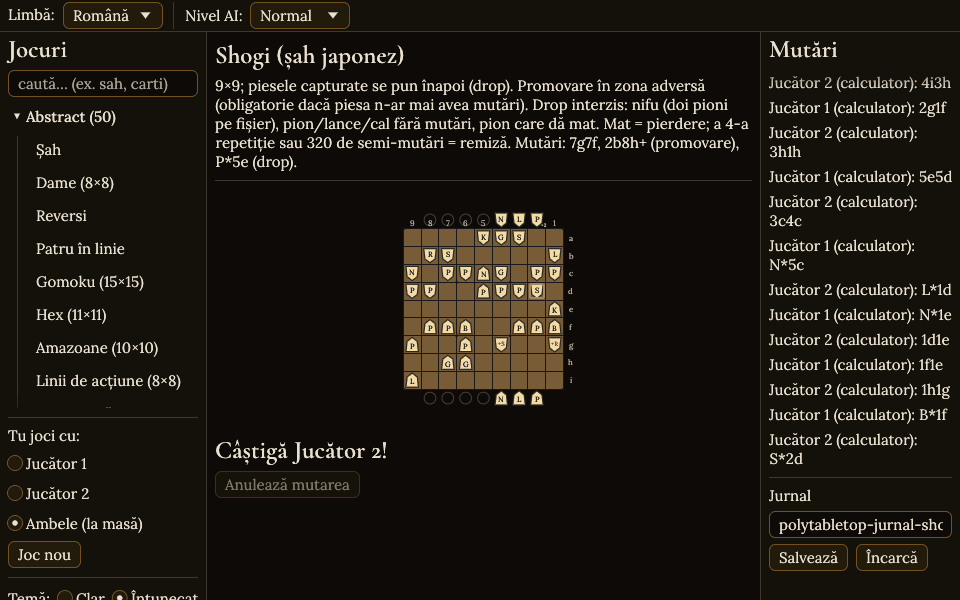 Limbă: Română Nivel AI: Normal
Jocuri
caută... (ex. sah, carti)
Abstract (50)
Șah
Dame (8×8)
Reversi
Patru în linie
Gomoku (15×15)
Hex (11×11)
Amazoane (10×10)
Linii de acțiune (8×8)
Tu joci cu:
Jucător 1
Jucător 2
Ambele (la masă)
Joc nou
Temă: Clar Întunecat
Shogi (șah japonez)
9×9; piesele capturate se pun înapoi (drop). Promovare în zona adversă
(obligatorie dacă piesa n-ar mai avea mutări). Drop interzis: nifu (doi pioni
pe fișier), pion/lance/cal fără mutări, pion care dă mat. Mat = pierdere; a 4-a
repetiție sau 320 de semi-mutări = remiză. Mutări: 7g7f, 2b8h+ (promovare),
P*5e (drop).
9 8 7 6 5 N L P 1
K G S a
R S L b
N P P N G P P c
P P P P P S d
K e
P P B P P B f
P P +S +R g
G G h
L i
N L P
Câștigă Jucător 2!
Anulează mutarea
Mutări
Jucător 2 (calculator): 4i3h
Jucător 1 (calculator): 2g1f
Jucător 2 (calculator):
3h1h
Jucător 1 (calculator): 5e5d
Jucător 2 (calculator):
3c4c
Jucător 1 (calculator):
N*5c
Jucător 2 (calculator): L*1d
Jucător 1 (calculator): N*1e
Jucător 2 (calculator): 1d1e
Jucător 1 (calculator): 1f1e
Jucător 2 (calculator): 1h1g
Jucător 1 (calculator): B*1f
Jucător 2 (calculator):
S*2d
Jurnal
polytabletop-jurnal-sho
Salvează Încarcă